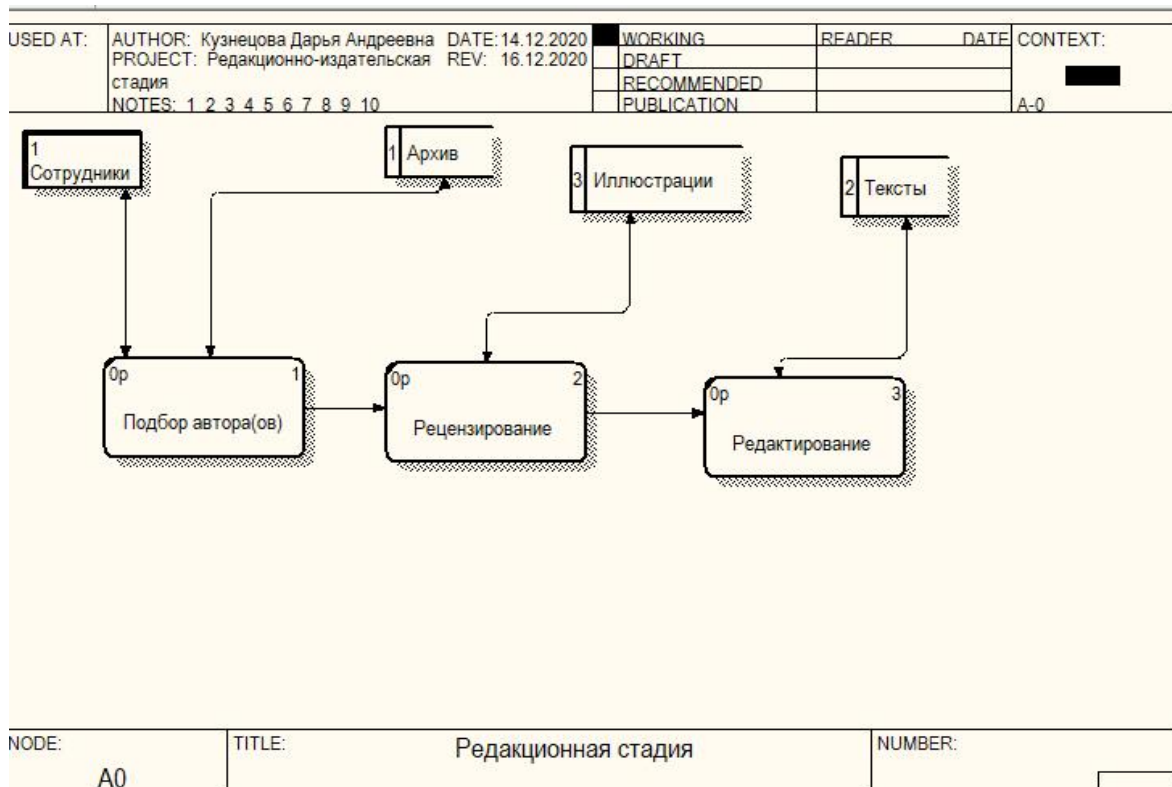 USED AT:
AUTHOR: Кузнецова Дарья Андреевна DATE: 14.12.2020
PROJECT: Редакционно-издательская REV: 16.12.2020
стадия
NOTES: 1 2 3 4 5 6 7 8 9 10
WORKING
DRAFT
RECOMMENDED
PUBLICATION
READER DATE
CONTEXT:
A-0
1
Сотрудники
1 Архив
3 Иллюстрации
2 Тексты
0р 1
Подбор автора(ов)
0р 2
Рецензирование
0р 3
Редактирование
NODE:
A0
TITLE:
Редакционная стадия
NUMBER: